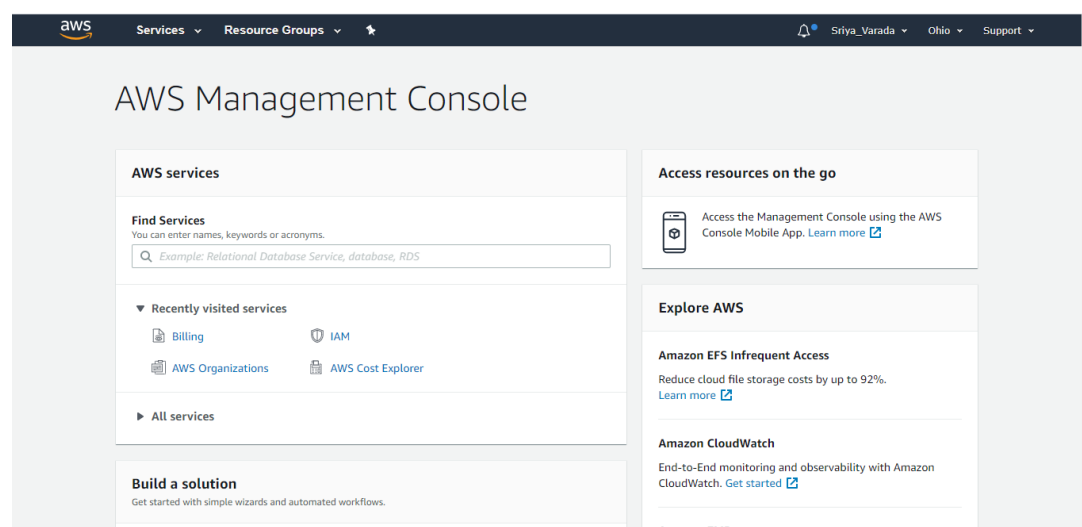 aws
Services
Resource Groups
Sriya_Varada
Ohio
Support
AWS Management Console
AWS services
Find Services
You can enter names, keywords or acronyms.
Example: Relational Database Service, database, RDS
Recently visited services
Billing
IAM
AWS Organizations
AWS Cost Explorer
All services
Build a solution
Get started with simple wizards and automated workflows.
Access resources on the go
Access the Management Console using the AWS
Console Mobile App. Learn more
Explore AWS
Amazon EFS Infrequent Access
Reduce cloud file storage costs by up to 92%.
Learn more
Amazon CloudWatch
End-to-End monitoring and observability with Amazon
CloudWatch. Get started